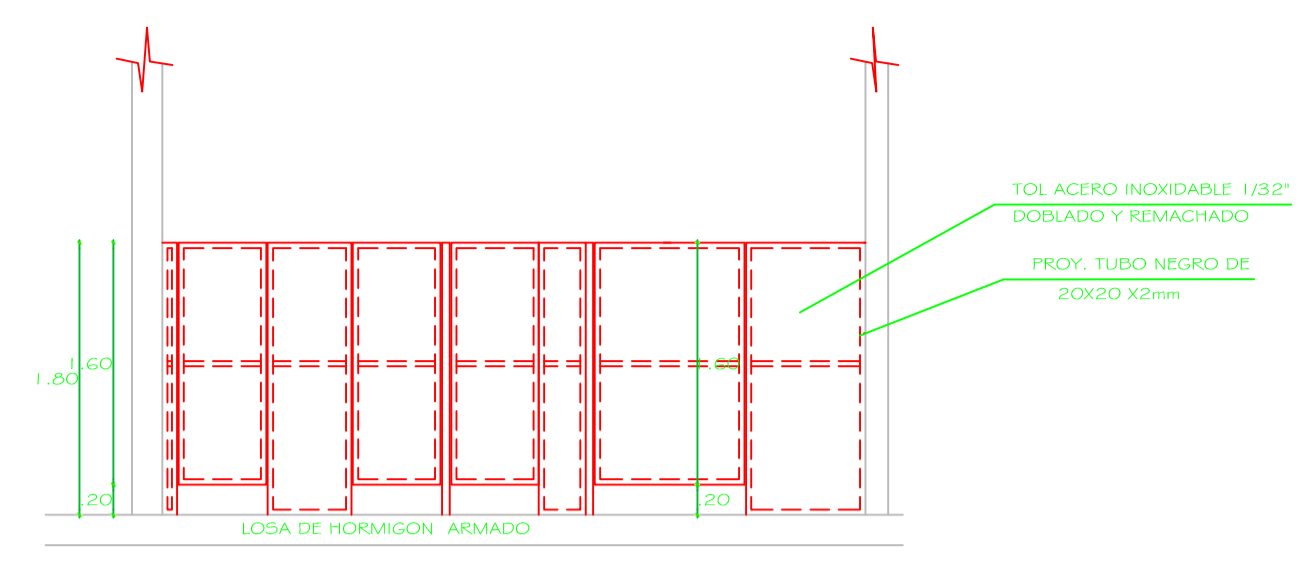 TOL ACERO INOXIDABLE 1/32"
DOBLADO Y REMACHADO
PROY. TUBO NEGRO DE
20X20 X2mm
1.60
1.60
1.80
.20
.20
LOSA DE HORMIGON ARMADO